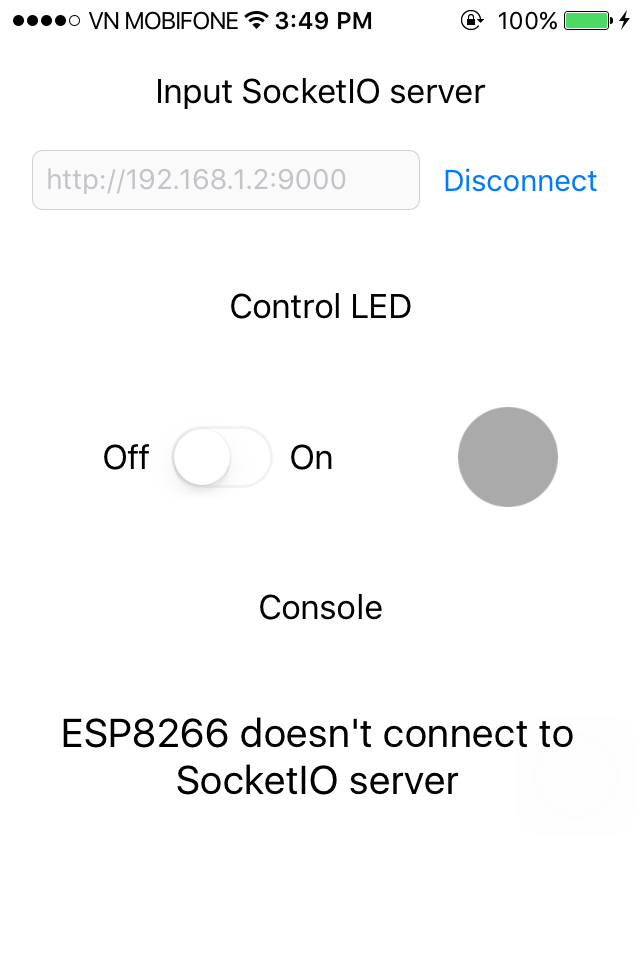 VN MOBIFONE 3:49 PM 100%
Input SocketIO server
http://192.168.1.2:9000 Disconnect
Control LED
Off On
Console
ESP8266 doesn't connect to
SocketIO server